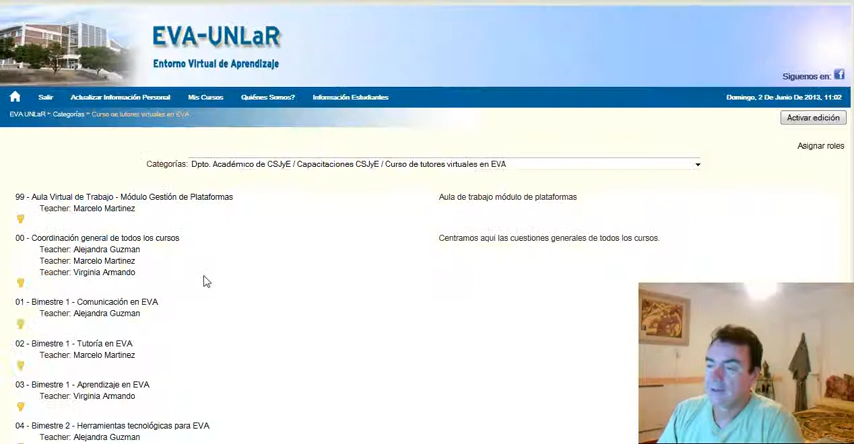 EVA-UNLaR
Entorno Virtual de Aprendizaje
Siguenos en:
Salir Actualizar Información Personal Mis Cursos Quiénes Somos? Información Estudiantes Domingo, 2 De Junio De 2013, 11:02
EVA UNLaR Categorías Curso de tutores virtuales en EVA
Activar edición
Asignar roles
Categorías: Dpto. Académico de CSJyE / Capacitaciones CSJyE / Curso de tutores virtuales en EVA
99 - Aula Virtual de Trabajo - Módulo Gestión de Plataformas Aula de trabajo módulo de plataformas
Teacher: Marcelo Martinez
00 - Coordinación general de todos los cursos Centramos aquí las cuestiones generales de todos los cursos.
Teacher: Alejandra Guzman
Teacher: Marcelo Martinez
Teacher: Virginia Armando
01 - Bimestre 1 - Comunicación en EVA
Teacher: Alejandra Guzman
02 - Bimestre 1 - Tutoría en EVA
Teacher: Marcelo Martinez
03 - Bimestre 1 - Aprendizaje en EVA
Teacher: Virginia Armando
04 - Bimestre 2 - Herramientas tecnológicas para EVA
Teacher: Alejandra Guzman